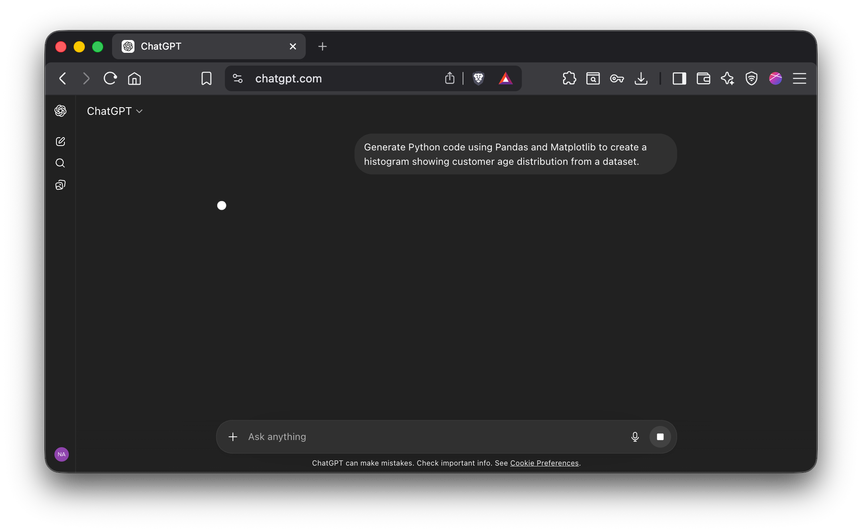 ChatGPT
chatgpt.com
ChatGPT
Generate Python code using Pandas and Matplotlib to create a
histogram showing customer age distribution from a dataset.
Ask anything
NA
ChatGPT can make mistakes. Check important info. See Cookie Preferences.